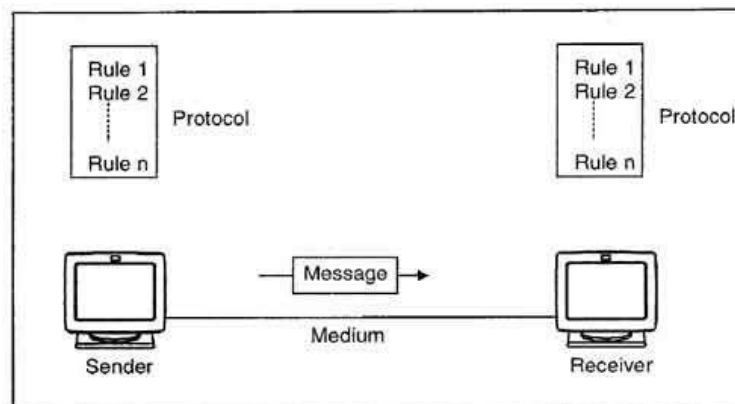 Rule 1
Rule 2
Rule n
Protocol
Rule 1
Rule 2
Rule n
Protocol
Message
Medium
Sender
Receiver